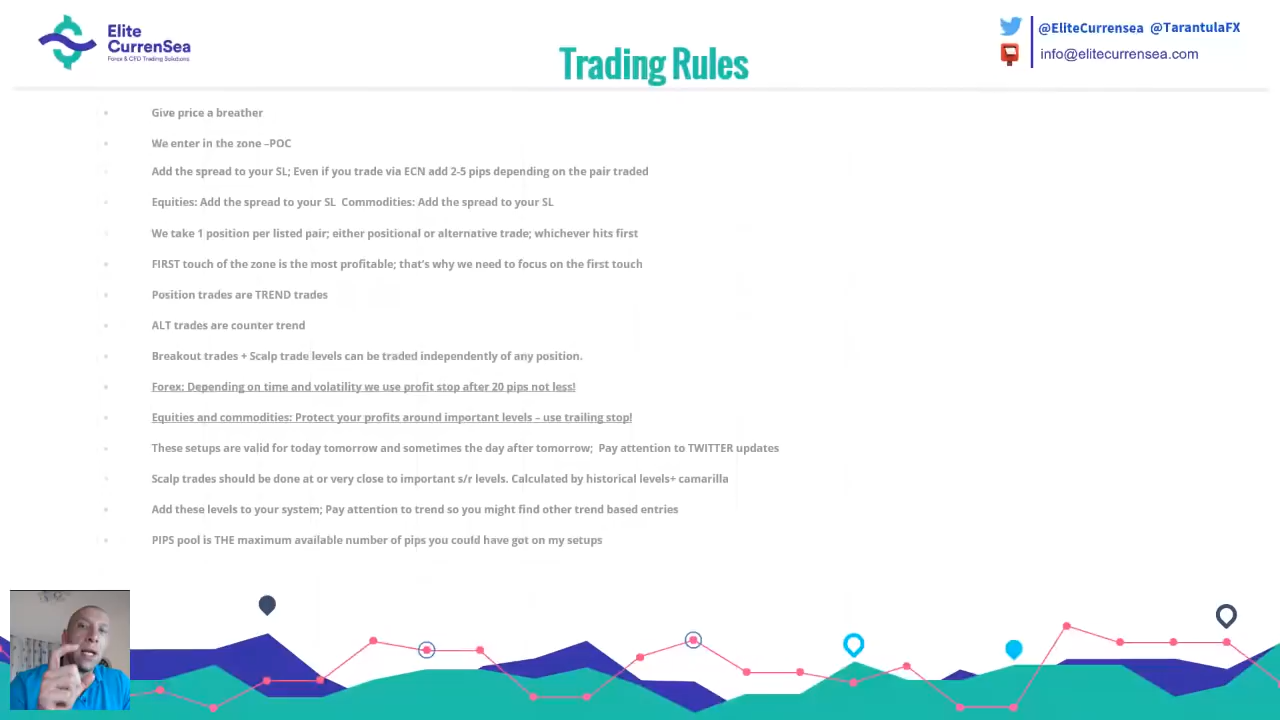 Elite
CurrenSea
Forex & CFD Trading Solutions
Trading Rules
@EliteCurrensea @TarantulaFX
info@elitecurrensea.com
Give price a breather
We enter in the zone –POC
Add the spread to your SL; Even if you trade via ECN add 2-5 pips depending on the pair traded
Equities: Add the spread to your SL Commodities: Add the spread to your SL
We take 1 position per listed pair; either positional or alternative trade; whichever hits first
FIRST touch of the zone is the most profitable; that's why we need to focus on the first touch
Position trades are TREND trades
ALT trades are counter trend
Breakout trades + Scalp trade levels can be traded independently of any position.
Forex: Depending on time and volatility we use profit stop after 20 pips not less!
Equities and commodities: Protect your profits around important levels – use trailing stop!
These setups are valid for today tomorrow and sometimes the day after tomorrow; Pay attention to TWITTER updates
Scalp trades should be done at or very close to important s/r levels. Calculated by historical levels+ camarilla
Add these levels to your system; Pay attention to trend so you might find other trend based entries
PIPS pool is THE maximum available number of pips you could have got on my setups